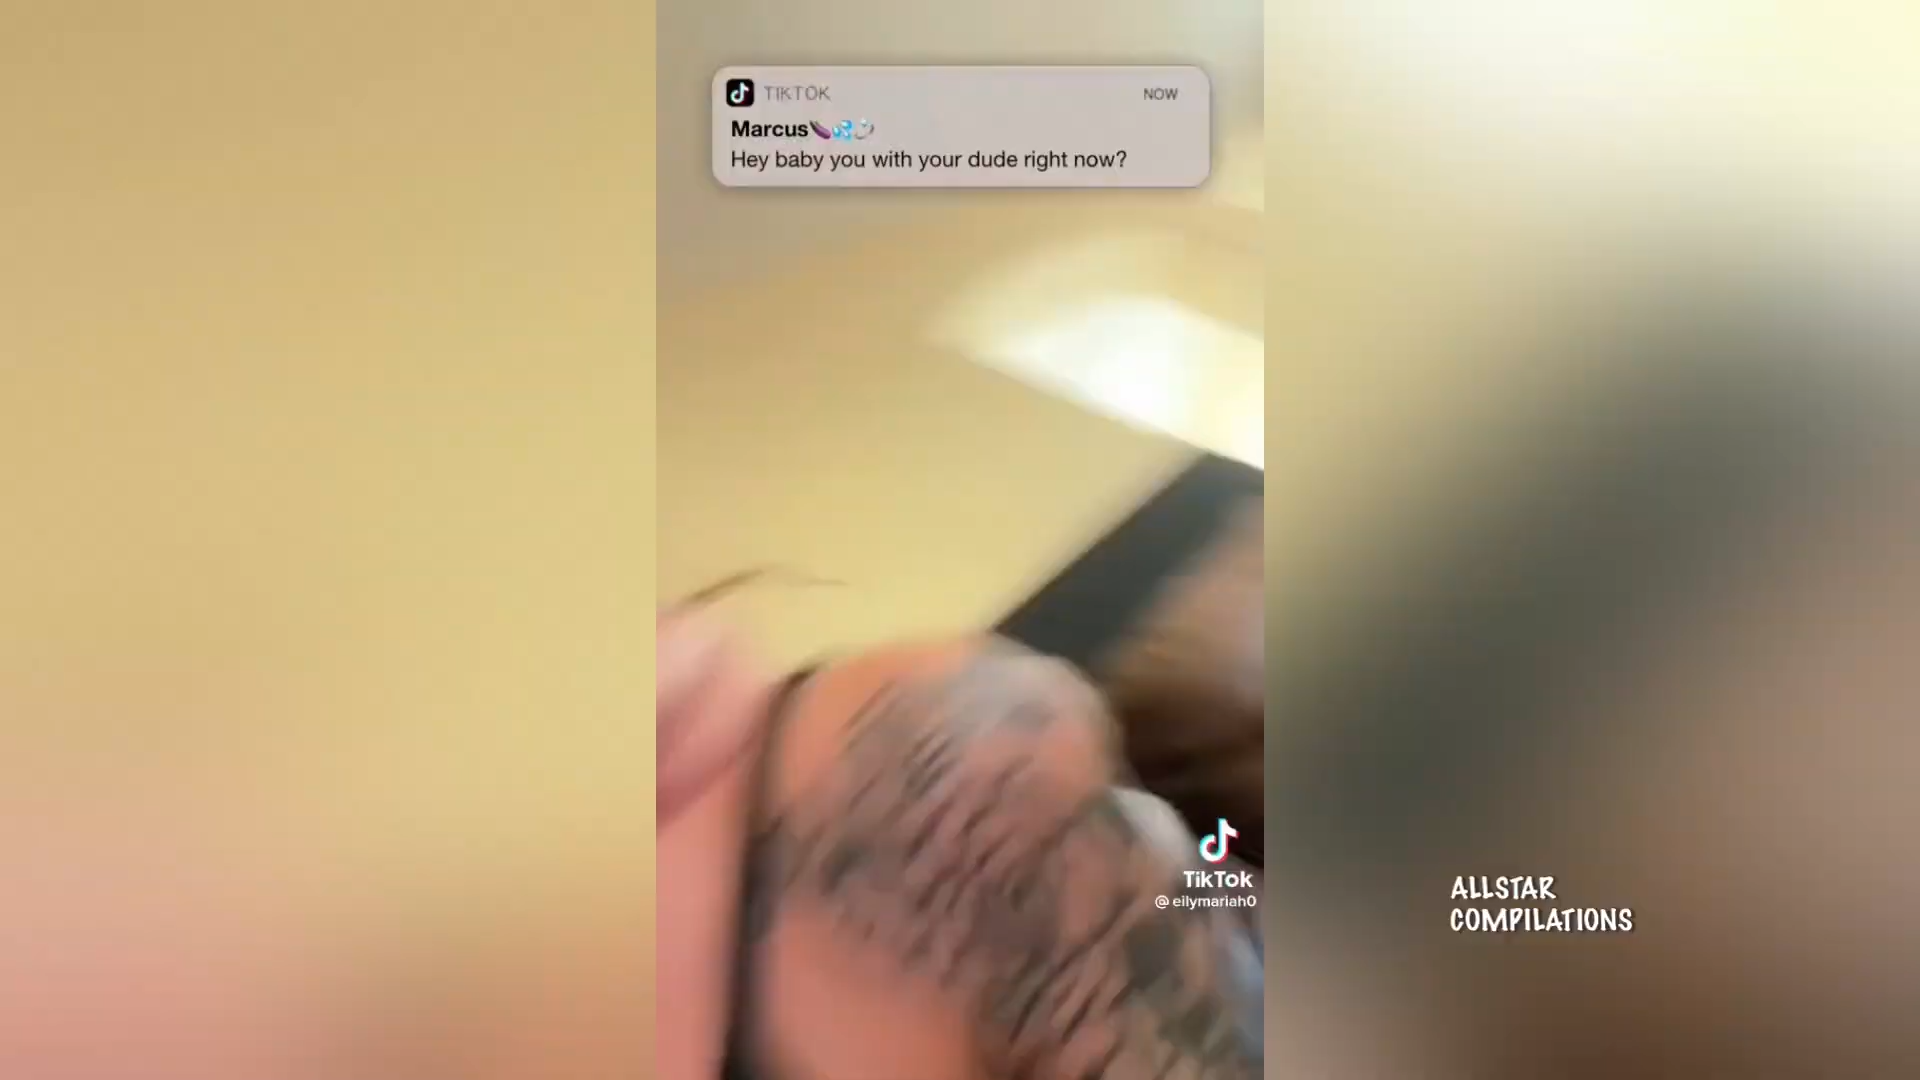 TIKTOK NOW
Marcus🍆💦💍
Hey baby you with your dude right now?
TikTok
@eilymariah0
ALLSTAR
COMPILATIONS